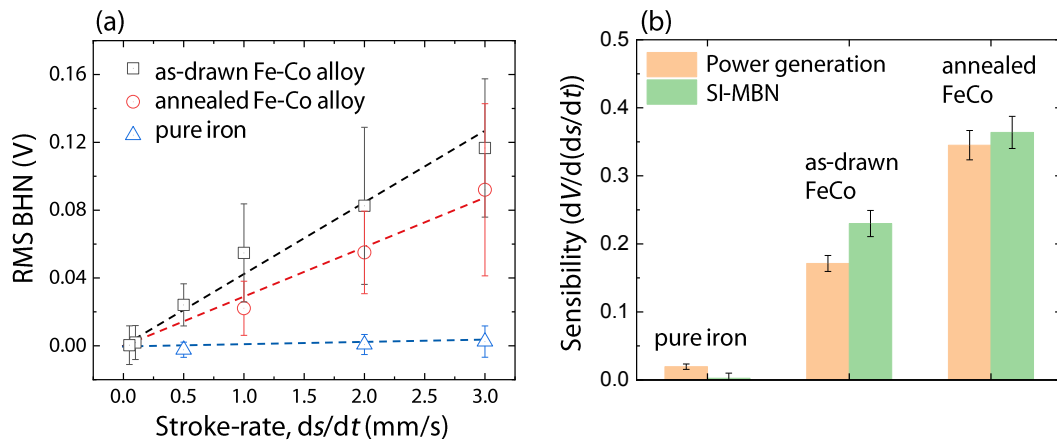 (a)
0.16
0.12
0.08
0.04
0.00
RMS BHN (V)
as-drawn Fe-Co alloy
annealed Fe-Co alloy
pure iron
0.0 0.5 1.0 1.5 2.0 2.5 3.0
Stroke-rate, ds/dt (mm/s)
(b)
0.5
0.4
0.3
0.2
0.1
0.0
Sensibility (dV/d(ds/dt)
Power generation
SI-MBN
pure iron
as-drawn
FeCo
annealed
FeCo